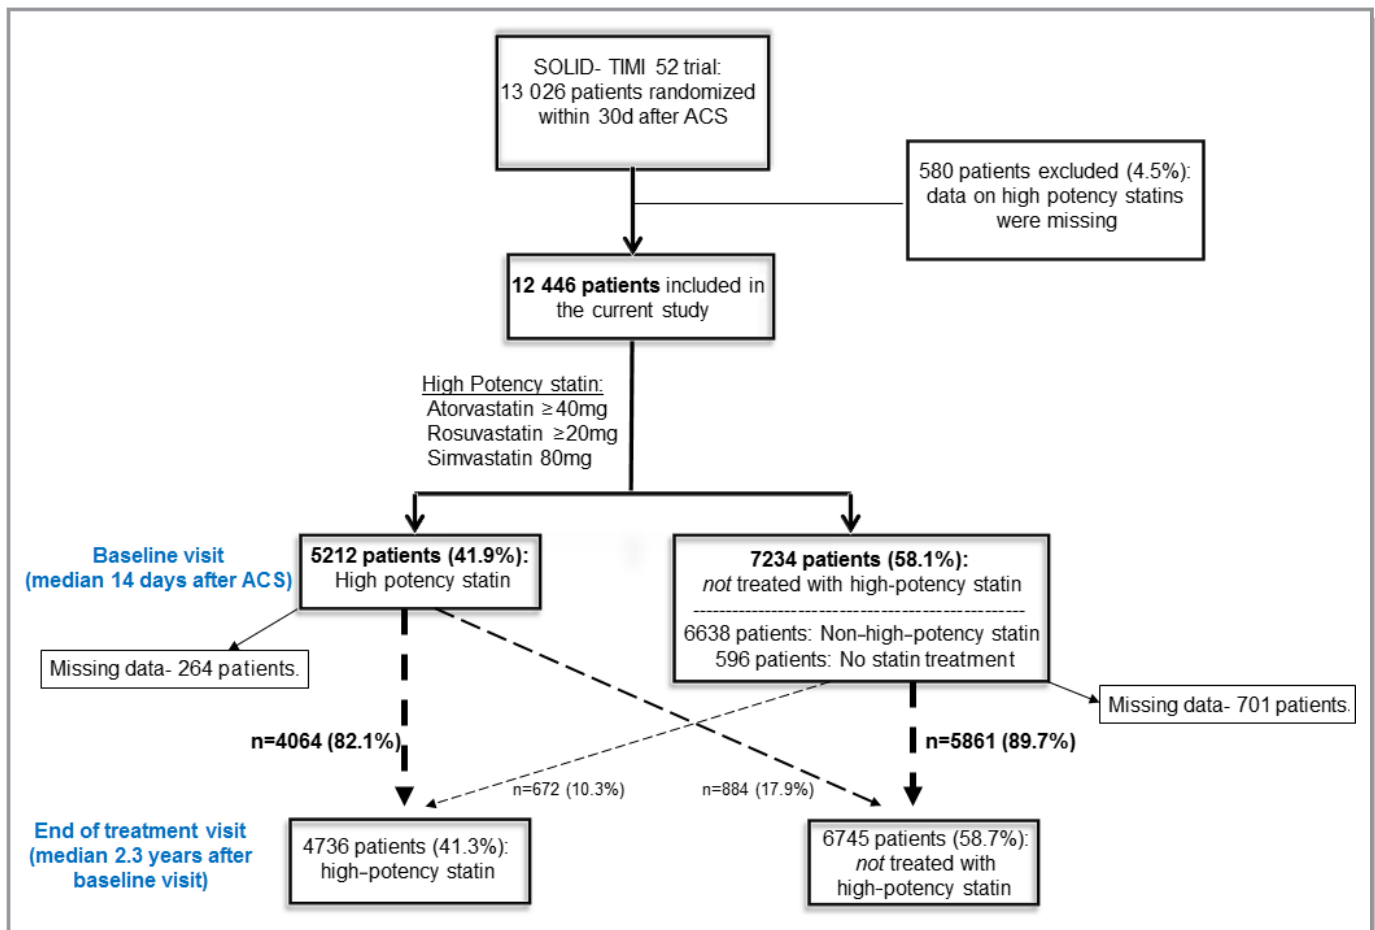 SOLID- TIMI 52 trial:
13 026 patients randomized
within 30d after ACS
580 patients excluded (4.5%):
data on high potency statins
were missing
12 446 patients included in
the current study
High Potency statin:
Atorvastatin ≥40mg
Rosuvastatin ≥20mg
Simvastatin 80mg
Baseline visit
(median 14 days after ACS)
5212 patients (41.9%):
High potency statin
7234 patients (58.1%):
not treated with high-potency statin
6638 patients: Non-high-potency statin
596 patients: No statin treatment
Missing data- 264 patients.
Missing data- 701 patients.
n=4064 (82.1%)
n=5861 (89.7%)
n=672 (10.3%)
n=884 (17.9%)
End of treatment visit
(median 2.3 years after
baseline visit)
4736 patients (41.3%):
high-potency statin
6745 patients (58.7%):
not treated with
high-potency statin